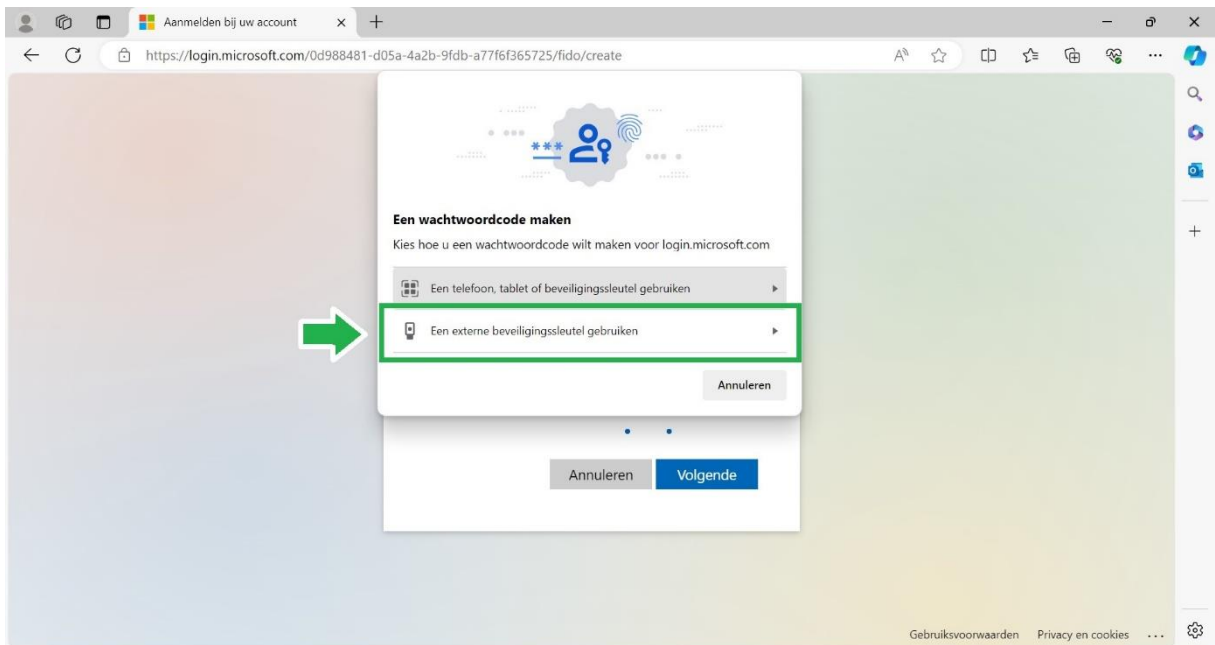 Aanmelden bij uw account
https://login.microsoft.com/0d988481-d05a-4a2b-9fdb-a77f6f365725/fido/create
***
Een wachtwoordcode maken
Kies hoe u een wachtwoordcode wilt maken voor login.microsoft.com
Een telefoon, tablet of beveiligingssleutel gebruiken
Een externe beveiligingssleutel gebruiken
Annuleren
Annuleren Volgende
Gebruiksvoorwaarden Privacy en cookies ...